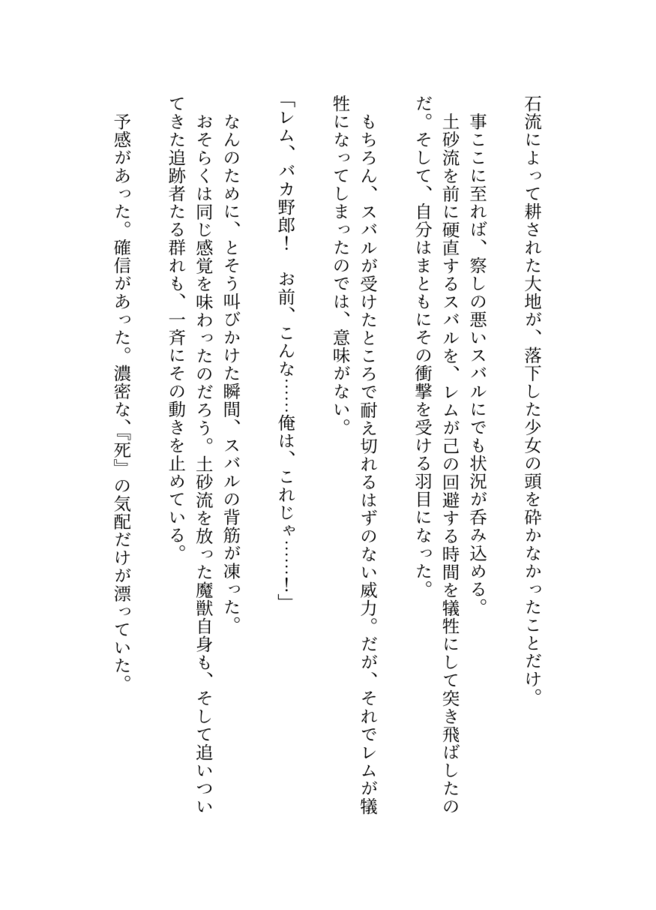 石流によって耕された大地が、落下した少女の頭を砕かなかったことだけ。
　事ここに至れば、察しの悪いスバルにでも状況が呑み込める。
　土砂流を前に硬直するスバルを、レムが己の回避する時間を犠牲にして突き飛ばしたの
だ。そして、自分はまともにその衝撃を受ける羽目になった。
　もちろん、スバルが受けたところで耐え切れるはずのない威力。だが、それでレムが犠
牲になってしまったのでは、意味がない。
「レム、バカ野郎！　お前、こんな……俺は、これじゃ……！」
　なんのために、とそう叫びかけた瞬間、スバルの背筋が凍った。
　おそらくは同じ感覚を味わったのだろう。土砂流を放った魔獣自身も、そして追いつい
てきた追跡者たる群れも、一斉にその動きを止めている。
　予感があった。確信があった。濃密な、『死』の気配だけが漂っていた。